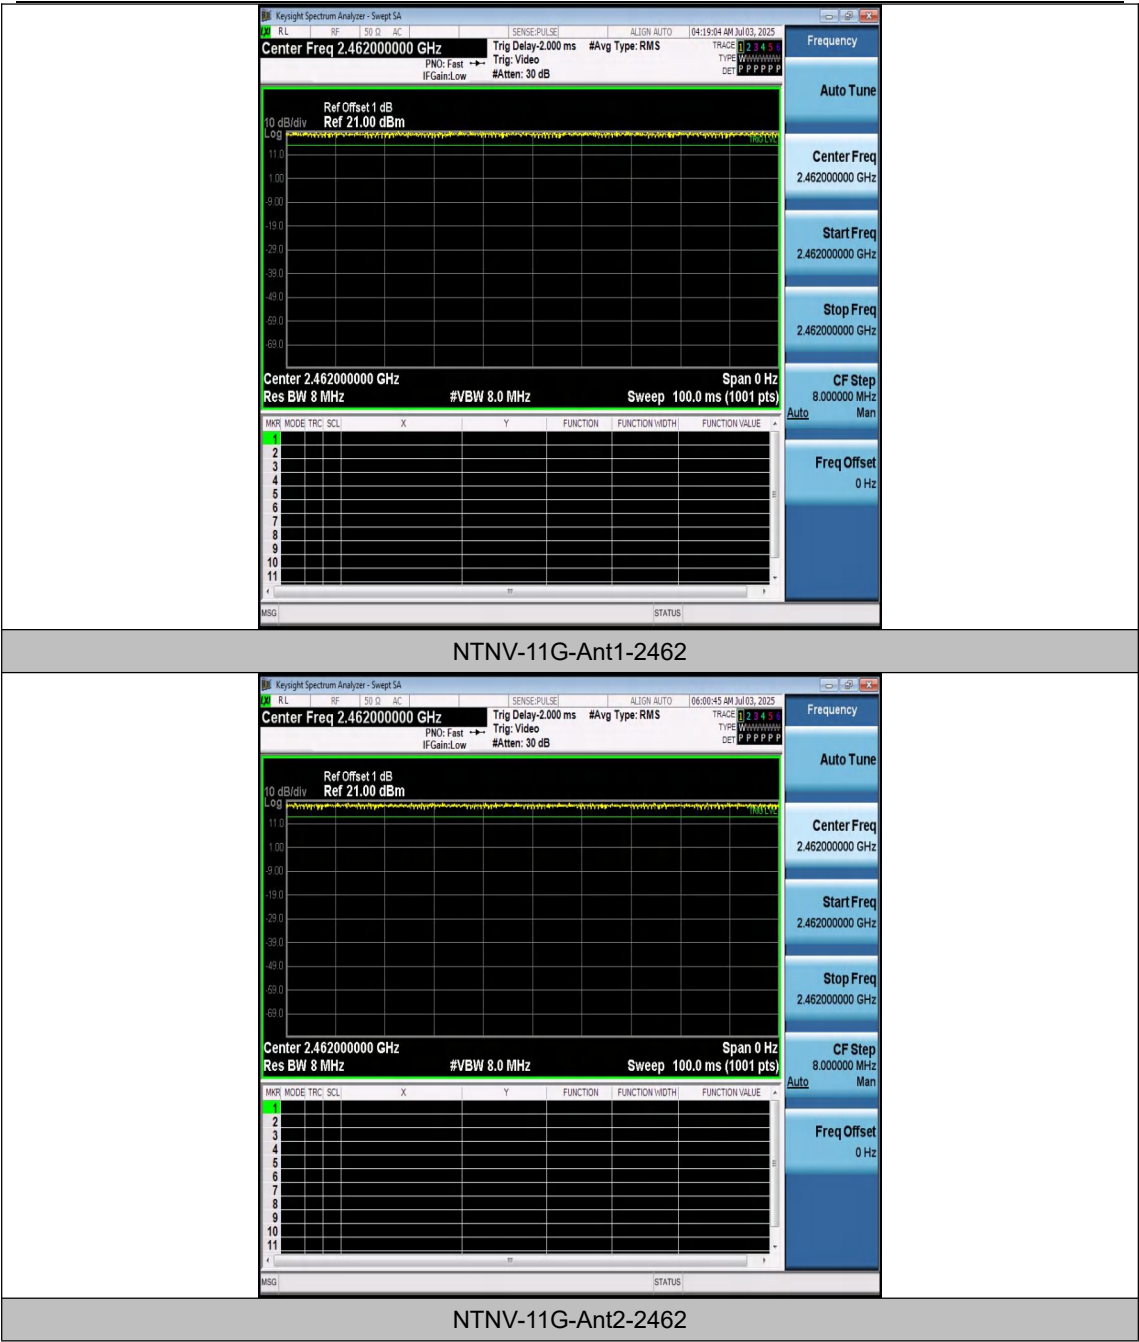 Keysight Spectrum Analyzer - Swept SA
RL RF 50 Ω AC SENSE:PULSE ALIGN AUTO 04:19:04 AM Jul 03, 2025
Center Freq 2.462000000 GHz Trig Delay-2.000 ms #Avg Type: RMS TRACE 1 2 3 4 5 6
PNO: Fast Trig: Video TYPE
IFGain:Low #Atten: 30 dB DET P P P P P P
Ref Offset 1 dB
10 dB/div Ref 21.00 dBm
Log
TRIG LVL
11.0
1.00
-9.00
-19.0
-29.0
-39.0
-49.0
-59.0
-69.0
Center 2.462000000 GHz Span 0 Hz
Res BW 8 MHz #VBW 8.0 MHz Sweep 100.0 ms (1001 pts)
MKR MODE TRC SCL X Y FUNCTION FUNCTION WIDTH FUNCTION VALUE
1
2
3
4
5
6
7
8
9
10
11
MSG STATUS
Frequency
Auto Tune
Center Freq
2.462000000 GHz
Start Freq
2.462000000 GHz
Stop Freq
2.462000000 GHz
CF Step
8.000000 MHz
Auto Man
Freq Offset
0 Hz
NTNV-11G-Ant1-2462
Keysight Spectrum Analyzer - Swept SA
RL RF 50 Ω AC SENSE:PULSE ALIGN AUTO 06:00:45 AM Jul 03, 2025
Center Freq 2.462000000 GHz Trig Delay-2.000 ms #Avg Type: RMS TRACE 1 2 3 4 5 6
PNO: Fast Trig: Video TYPE
IFGain:Low #Atten: 30 dB DET P P P P P P
Ref Offset 1 dB
10 dB/div Ref 21.00 dBm
Log
TRIG LVL
11.0
1.00
-9.00
-19.0
-29.0
-39.0
-49.0
-59.0
-69.0
Center 2.462000000 GHz Span 0 Hz
Res BW 8 MHz #VBW 8.0 MHz Sweep 100.0 ms (1001 pts)
MKR MODE TRC SCL X Y FUNCTION FUNCTION WIDTH FUNCTION VALUE
1
2
3
4
5
6
7
8
9
10
11
MSG STATUS
Frequency
Auto Tune
Center Freq
2.462000000 GHz
Start Freq
2.462000000 GHz
Stop Freq
2.462000000 GHz
CF Step
8.000000 MHz
Auto Man
Freq Offset
0 Hz
NTNV-11G-Ant2-2462